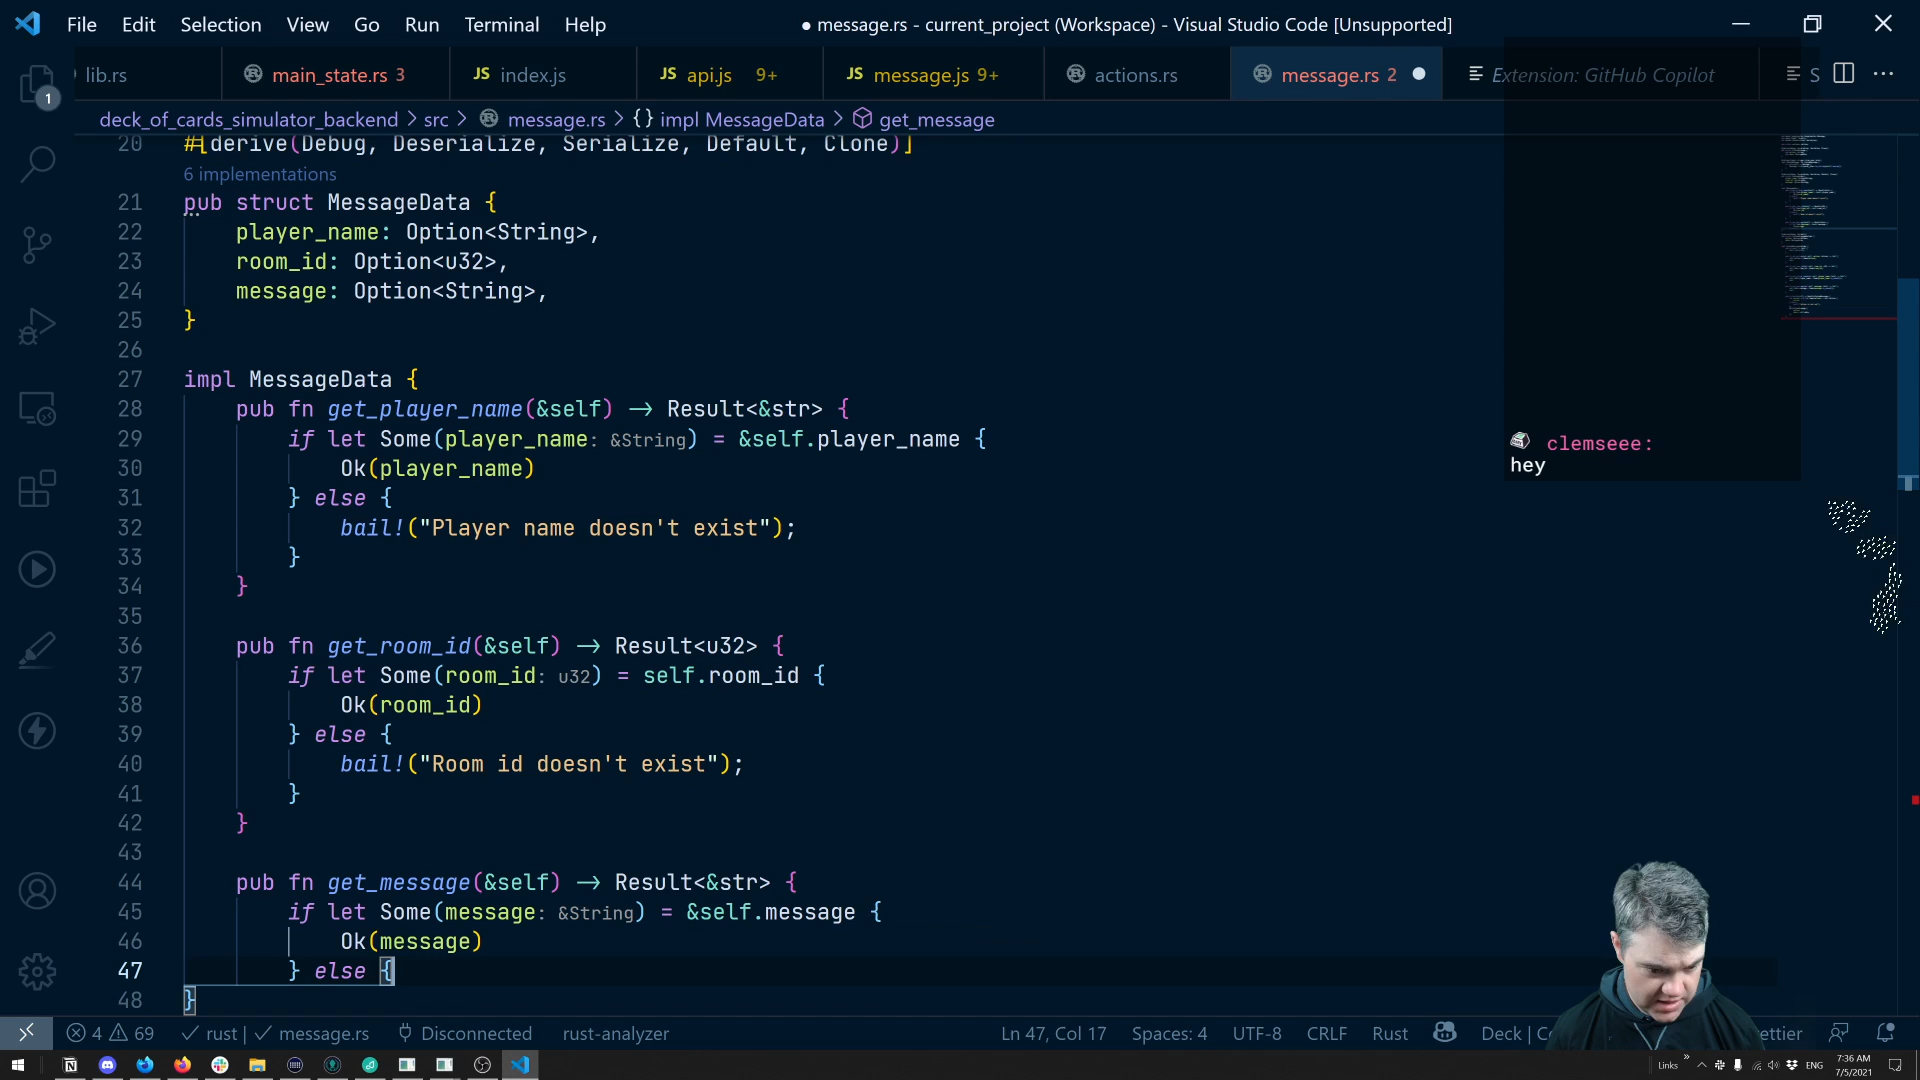 File Edit Selection View Go Run Terminal Help ● message.rs - current_project (Workspace) - Visual Studio Code [Unsupported]
lib.rs main_state.rs 3 JS index.js JS api.js 9+ JS message.js 9+ actions.rs message.rs 2 ● Extension: GitHub Copilot S
1
deck_of_cards_simulator_backend > src > message.rs > {} impl MessageData > get_message
20 #[derive(Debug, Deserialize, Serialize, Default, Clone)]
6 implementations
21 pub struct MessageData {
22 player_name: Option<String>,
23 room_id: Option<u32>,
24 message: Option<String>,
25 }
26
27 impl MessageData {
28 pub fn get_player_name(&self) → Result<&str> {
29 if let Some(player_name: &String) = &self.player_name {
30 Ok(player_name)
31 } else {
32 bail!("Player name doesn't exist");
33 }
34 }
35
36 pub fn get_room_id(&self) → Result<u32> {
37 if let Some(room_id: u32) = self.room_id {
38 Ok(room_id)
39 } else {
40 bail!("Room id doesn't exist");
41 }
42 }
43
44 pub fn get_message(&self) → Result<&str> {
45 if let Some(message: &String) = &self.message {
46 Ok(message)
47 } else {
48 }
clemseee:
hey
4 69 rust | message.rs Disconnected rust-analyzer Ln 47, Col 17 Spaces: 4 UTF-8 CRLF Rust Deck | Co ettier
Links » ENG 7:36 AM
7/5/2021